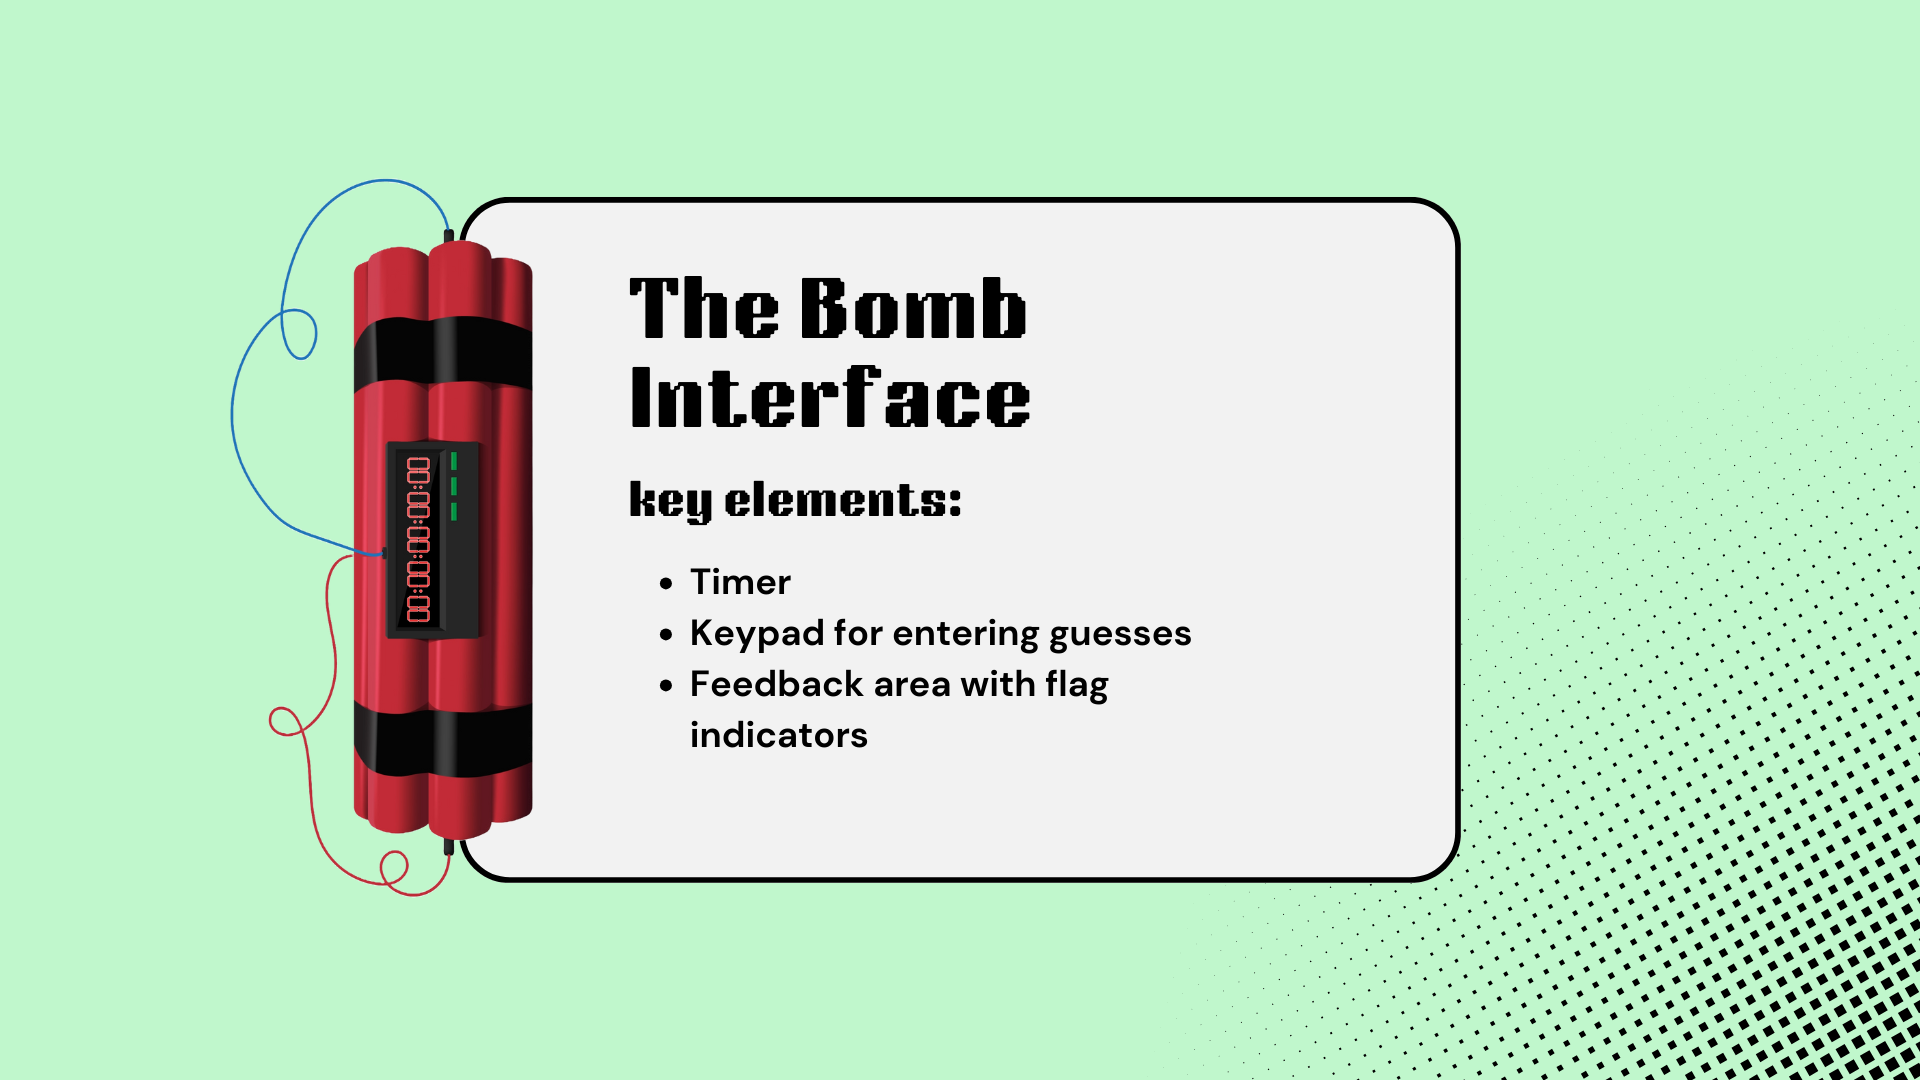 The Bomb
Interface
key elements:
• Timer
• Keypad for entering guesses
• Feedback area with flag
indicators
00:00:00:00:00